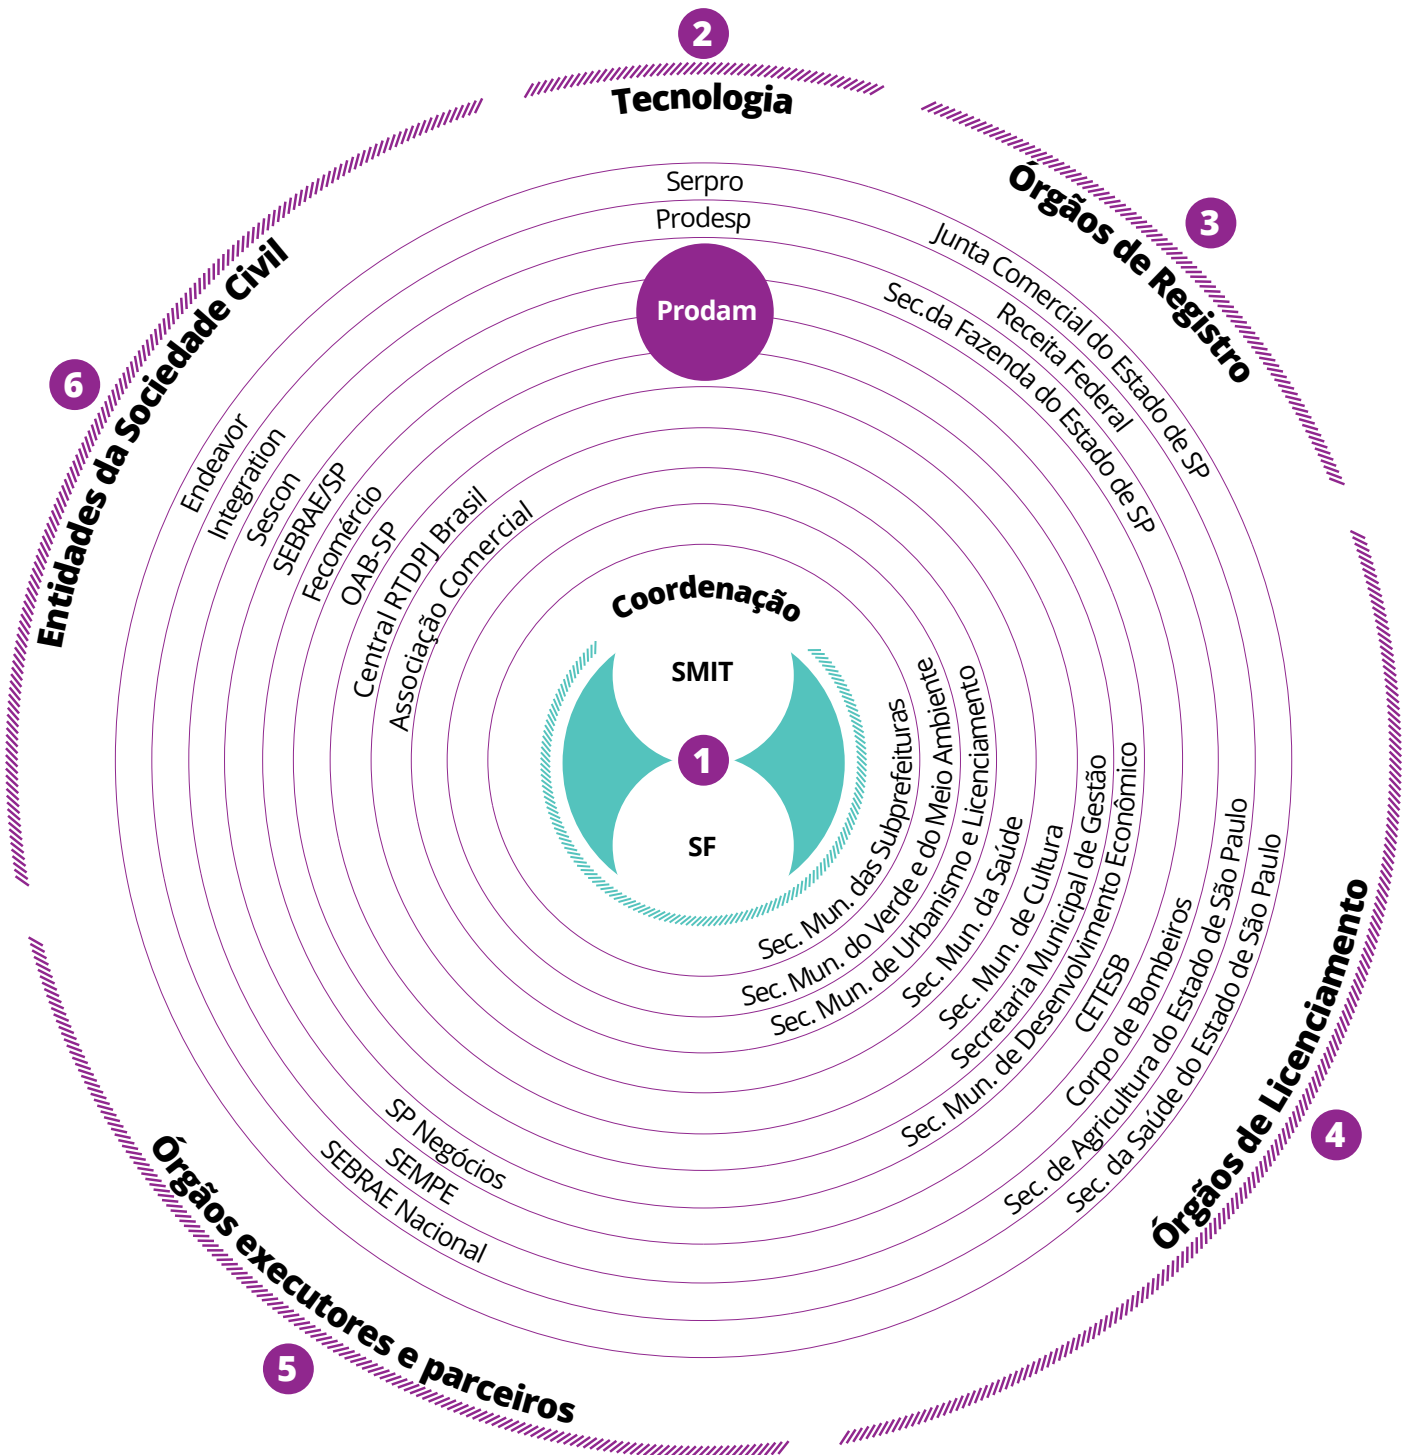 2
Tecnologia
Serpro
Prodesp
Prodam
3
Órgãos de Registro
Junta Comercial do Estado de SP
Receita Federal
Sec.da Fazenda do Estado de SP
6
Entidades da Sociedade Civil
Endeavor
Integration
Sescon
SEBRAE/SP
Fecomércio
OAB-SP
Central RTDPJ Brasil
Associação Comercial
Coordenação
SMIT
1
SF
Sec. Mun. das Subprefeituras
Sec. Mun. do Verde e do Meio Ambiente
Sec. Mun. de Urbanismo e Licenciamento
Sec. Mun. da Saúde
Sec. Mun. de Cultura
Secretaria Municipal de Gestão
Sec. Mun. de Desenvolvimento Econômico
CETESB
Corpo de Bombeiros
Sec. de Agricultura do Estado de São Paulo
Sec. da Saúde do Estado de São Paulo
Órgãos de Licenciamento
4
SP Negócios
SEMPE
SEBRAE Nacional
Órgãos executores e parceiros
5